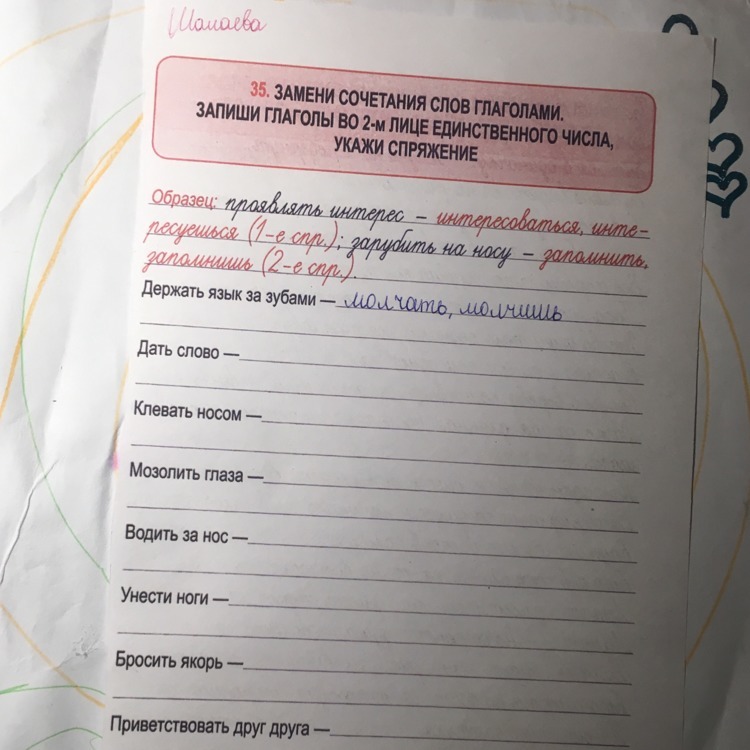 Шамаева
35. ЗАМЕНИ СОЧЕТАНИЯ СЛОВ ГЛАГОЛАМИ.
ЗАПИШИ ГЛАГОЛЫ ВО 2-м ЛИЦЕ ЕДИНСТВЕННОГО ЧИСЛА,
УКАЖИ СПРЯЖЕНИЕ
Образец: проявлять интерес – интересоваться, инте-
ресуешься (1-е спр.); зарубить на носу – запомнить,
запомнишь (2-е спр.).
Держать язык за зубами — молчать, молчишь
Дать слово —
Клевать носом —
Мозолить глаза —
Водить за нос —
Унести ноги —
Бросить якорь —
Приветствовать друг друга —